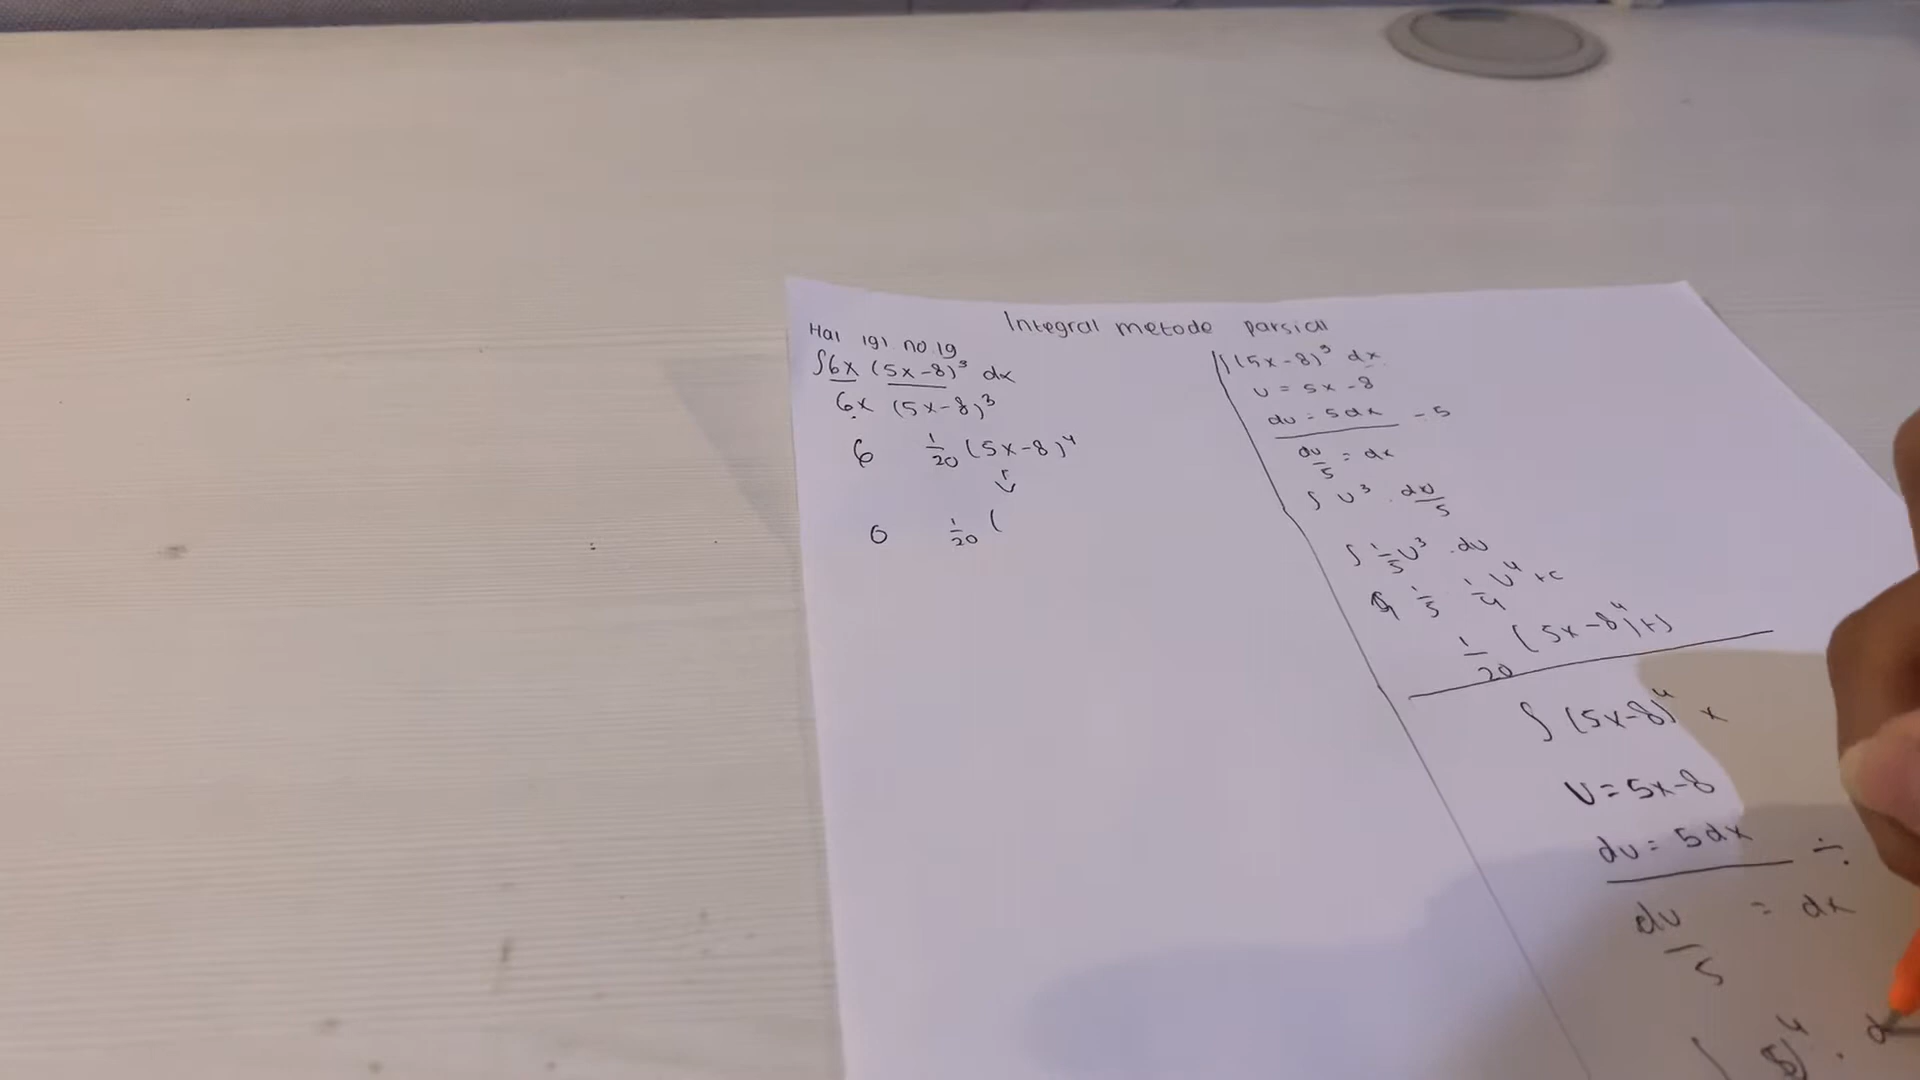 Integral metode parsial
Hal 191 no 19
∫6x (5x-8)³ dx
6x (5x-8)³
6 1/20 (5x-8)⁴
0 1/20 (
∫(5x-8)³ dx
u = 5x-8
du = 5dx - 5
du/5 = dx
∫ u³ . du/5
∫ 1/5 u³ . du
1/5 1/4 u⁴ +c
1/20 (5x-8)⁴
∫ (5x-8)⁴ x
u = 5x-8
du = 5dx ÷
du/5 = dx
∫